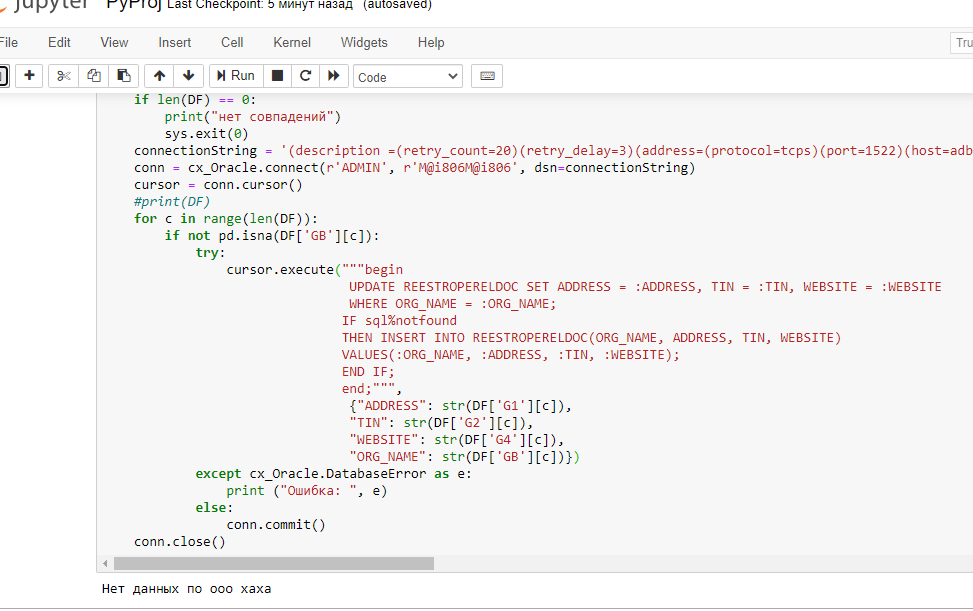 jupyter PyProj Last Checkpoint: 5 минут назад (autosaved)
File Edit View Insert Cell Kernel Widgets Help
Run Code
if len(DF) == 0:
print("нет совпадений")
sys.exit(0)
connectionString = '(description =(retry_count=20)(retry_delay=3)(address=(protocol=tcps)(port=1522)(host=adb
conn = cx_Oracle.connect(r'ADMIN', r'M@i806M@i806', dsn=connectionString)
cursor = conn.cursor()
#print(DF)
for c in range(len(DF)):
if not pd.isna(DF['GB'][c]):
try:
cursor.execute("""begin
UPDATE REESTROPERELDOC SET ADDRESS = :ADDRESS, TIN = :TIN, WEBSITE = :WEBSITE
WHERE ORG_NAME = :ORG_NAME;
IF sql%notfound
THEN INSERT INTO REESTROPERELDOC(ORG_NAME, ADDRESS, TIN, WEBSITE)
VALUES(:ORG_NAME, :ADDRESS, :TIN, :WEBSITE);
END IF;
end;""",
{"ADDRESS": str(DF['G1'][c]),
"TIN": str(DF['G2'][c]),
"WEBSITE": str(DF['G4'][c]),
"ORG_NAME": str(DF['GB'][c])})
except cx_Oracle.DatabaseError as e:
print ("Ошибка: ", e)
else:
conn.commit()
conn.close()
Нет данных по ооо хаха